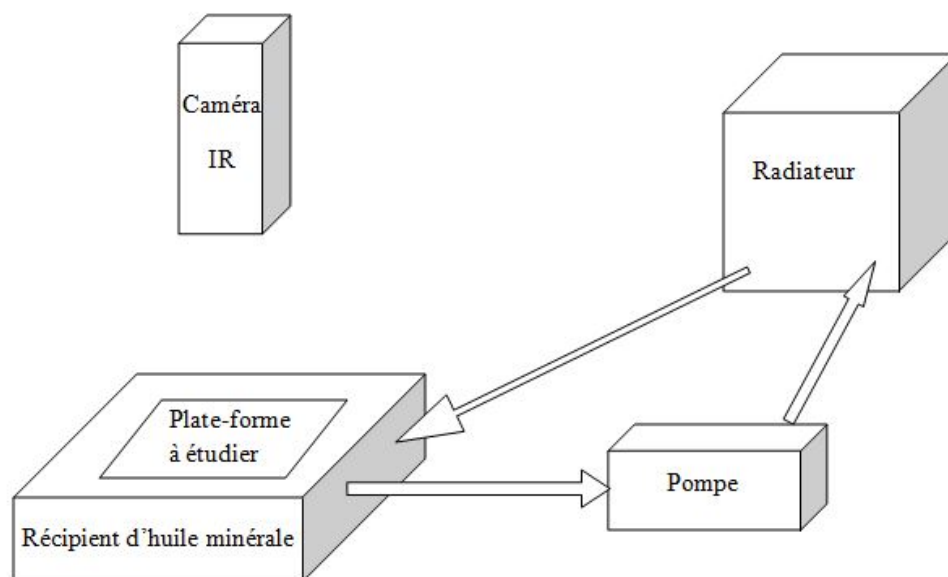 Caméra
IR
Radiateur
Plate-forme
à étudier
Pompe
Récipient d’huile minérale